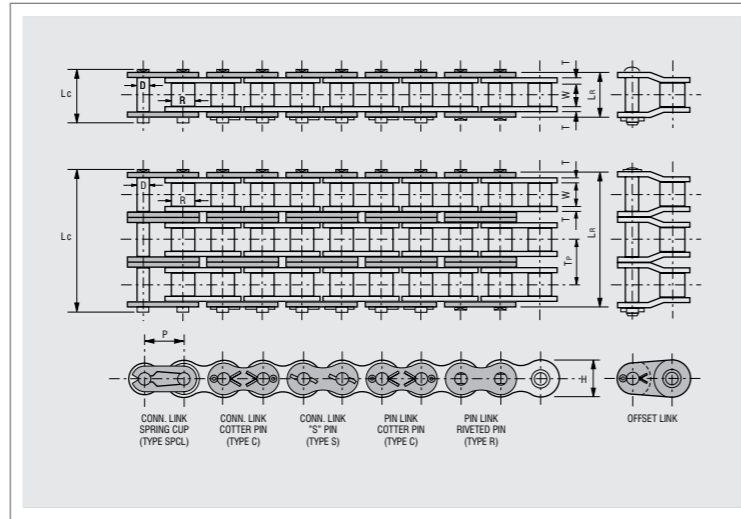 Lc
D
R
T
W
T
LR
Lc
D
R
T
W
T
TP
LR
P
H
CONN. LINK
SPRING CUP
(TYPE SPCL)
CONN. LINK
COTTER PIN
(TYPE C)
CONN. LINK
"S" PIN
(TYPE S)
PIN LINK
COTTER PIN
(TYPE C)
PIN LINK
RIVETED PIN
(TYPE R)
OFFSET LINK